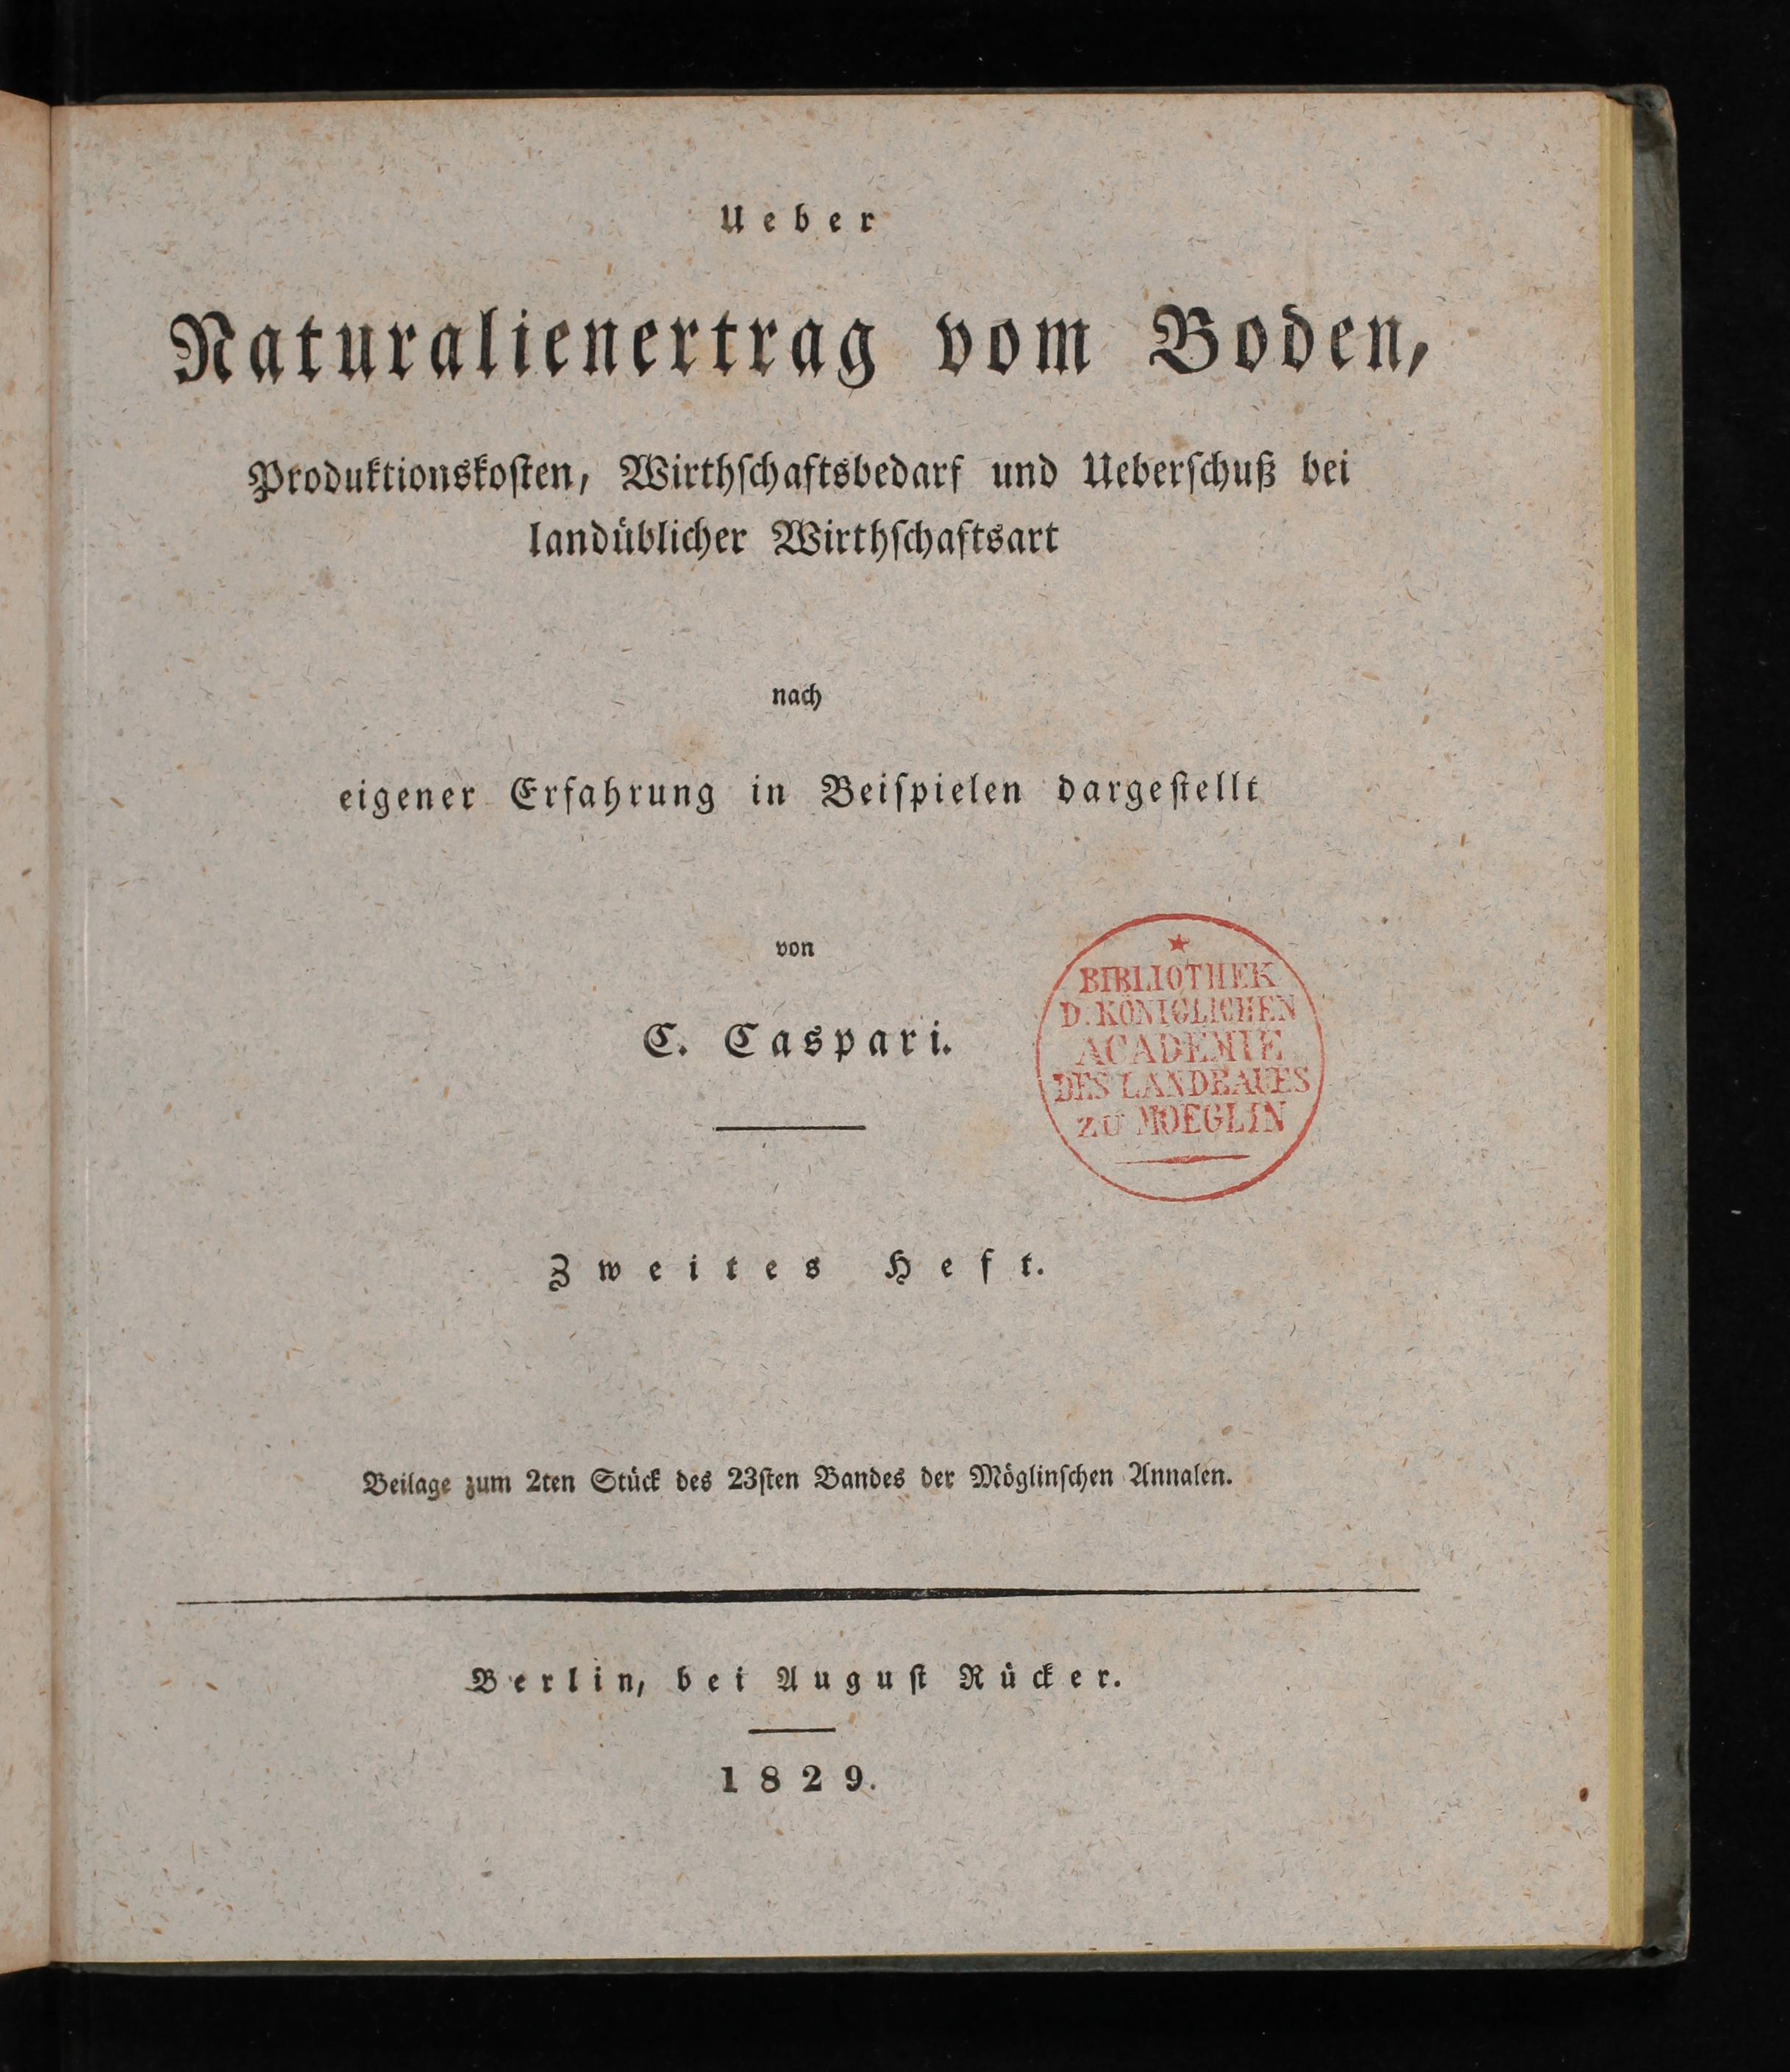 Ueber
Naturalienertrag vom Boden,
Produktionskosten, Wirthschaftsbedarf und Ueberschuß bei
landüblicher Wirthschaftsart
nach
eigener Erfahrung in Beispielen dargestellt
von
C. Caspari.
BIBLIOTHEK
D. KÖNIGLICHEN
ACADEMIE
DES LANDBAUES
ZU MOEGLIN
Zweites Heft.
Beilage zum 2ten Stück des 23sten Bandes der Möglinschen Annalen.
Berlin, bei August Rücker.
1829.